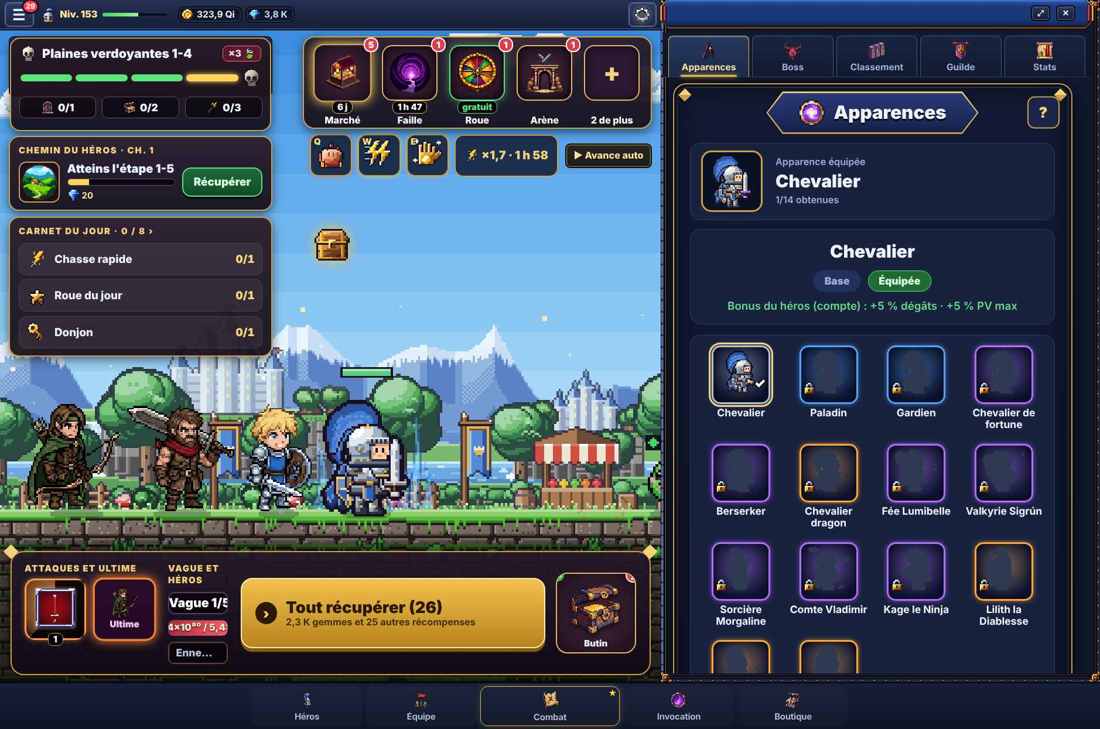 29
Niv. 153
323,9 Qi
3,8 K
Plaines verdoyantes 1-4
×3
0/1
0/2
0/3
CHEMIN DU HÉROS · CH. 1
Atteins l'étape 1-5
20
Récupérer
CARNET DU JOUR · 0 / 8 ›
Chasse rapide
0/1
Roue du jour
0/1
Donjon
0/1
5
6 j
Marché
1
1 h 47
Faille
1
gratuit
Roue
1
Arène
+
2 de plus
Q
W
E
×1,7 · 1 h 58
Avance auto
ATTAQUES ET ULTIME
1
Ultime
VAGUE ET HÉROS
Vague 1/5
Enne...
Tout récupérer (26)
2,3 K gemmes et 25 autres récompenses
Butin
Héros
Équipe
Combat
Invocation
Boutique
Apparences
Boss
Classement
Guilde
Stats
Apparences
?
Apparence équipée
Chevalier
1/14 obtenues
Chevalier
Base
Équipée
Bonus du héros (compte) : +5 % dégâts · +5 % PV max
Chevalier
Paladin
Gardien
Chevalier de fortune
Berserker
Chevalier dragon
Fée Lumibelle
Valkyrie Sigrún
Sorcière Morgaline
Comte Vladimir
Kage le Ninja
Lilith la Diablesse